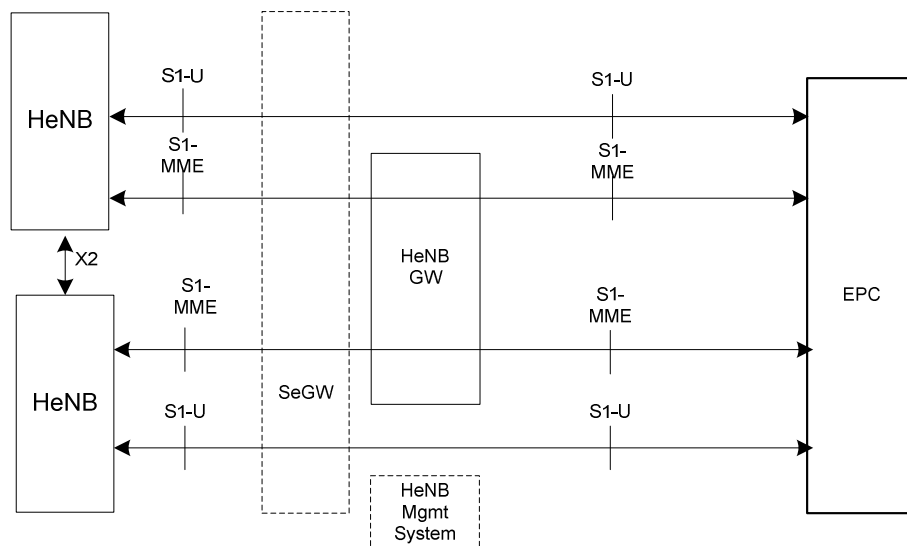 S1-U
S1-U
HeNB
S1-
MME
S1-
MME
HeNB
GW
X2
S1-
MME
S1-
MME
EPC
HeNB
SeGW
S1-U
S1-U
HeNB
Mgmt
System